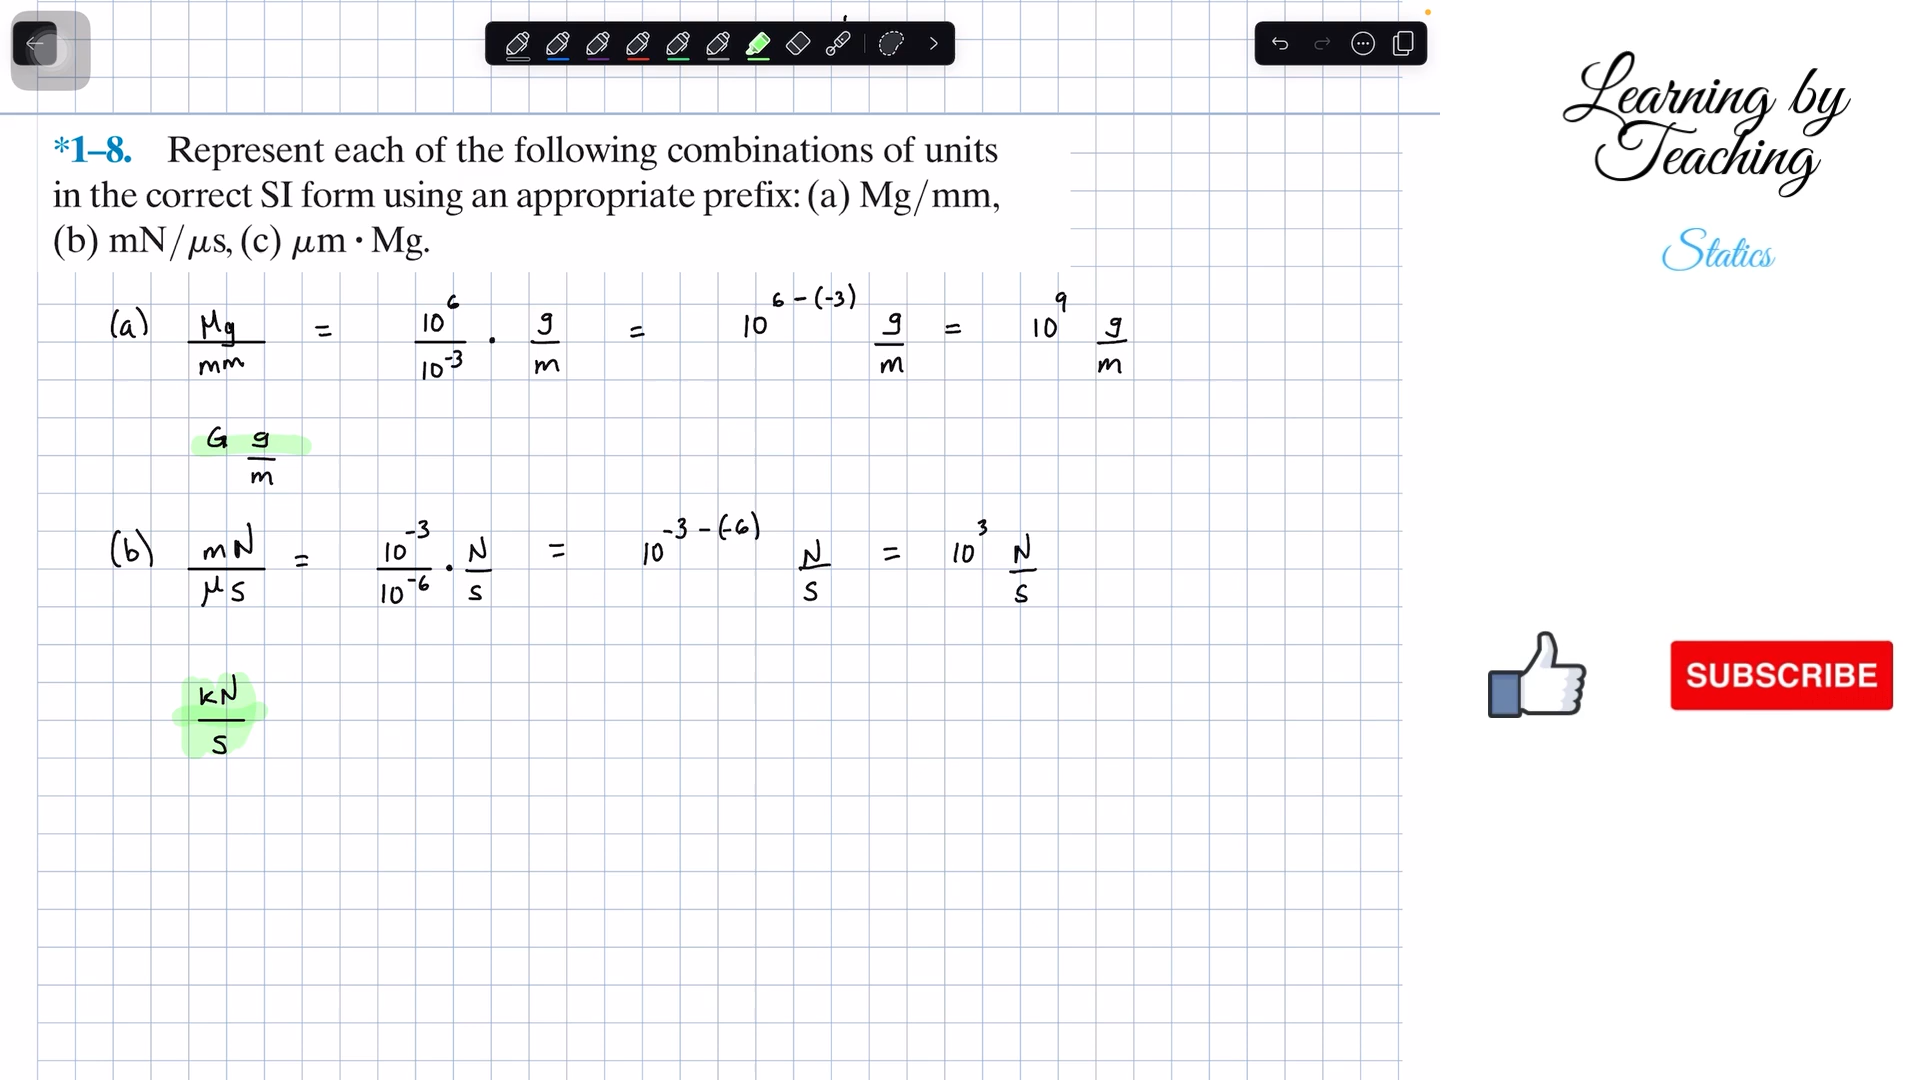 *1–8. Represent each of the following combinations of units
in the correct SI form using an appropriate prefix: (a) Mg/mm,
(b) mN/μs, (c) μm · Mg.
(a) Mg/mm = 10^6/10^-3 · g/m = 10^6-(-3) g/m = 10^9 g/m
G g/m
(b) mN/μs = 10^-3/10^-6 · N/s = 10^-3-(-6) N/s = 10^3 N/s
kN/s
Learning by
Teaching
Statics
SUBSCRIBE